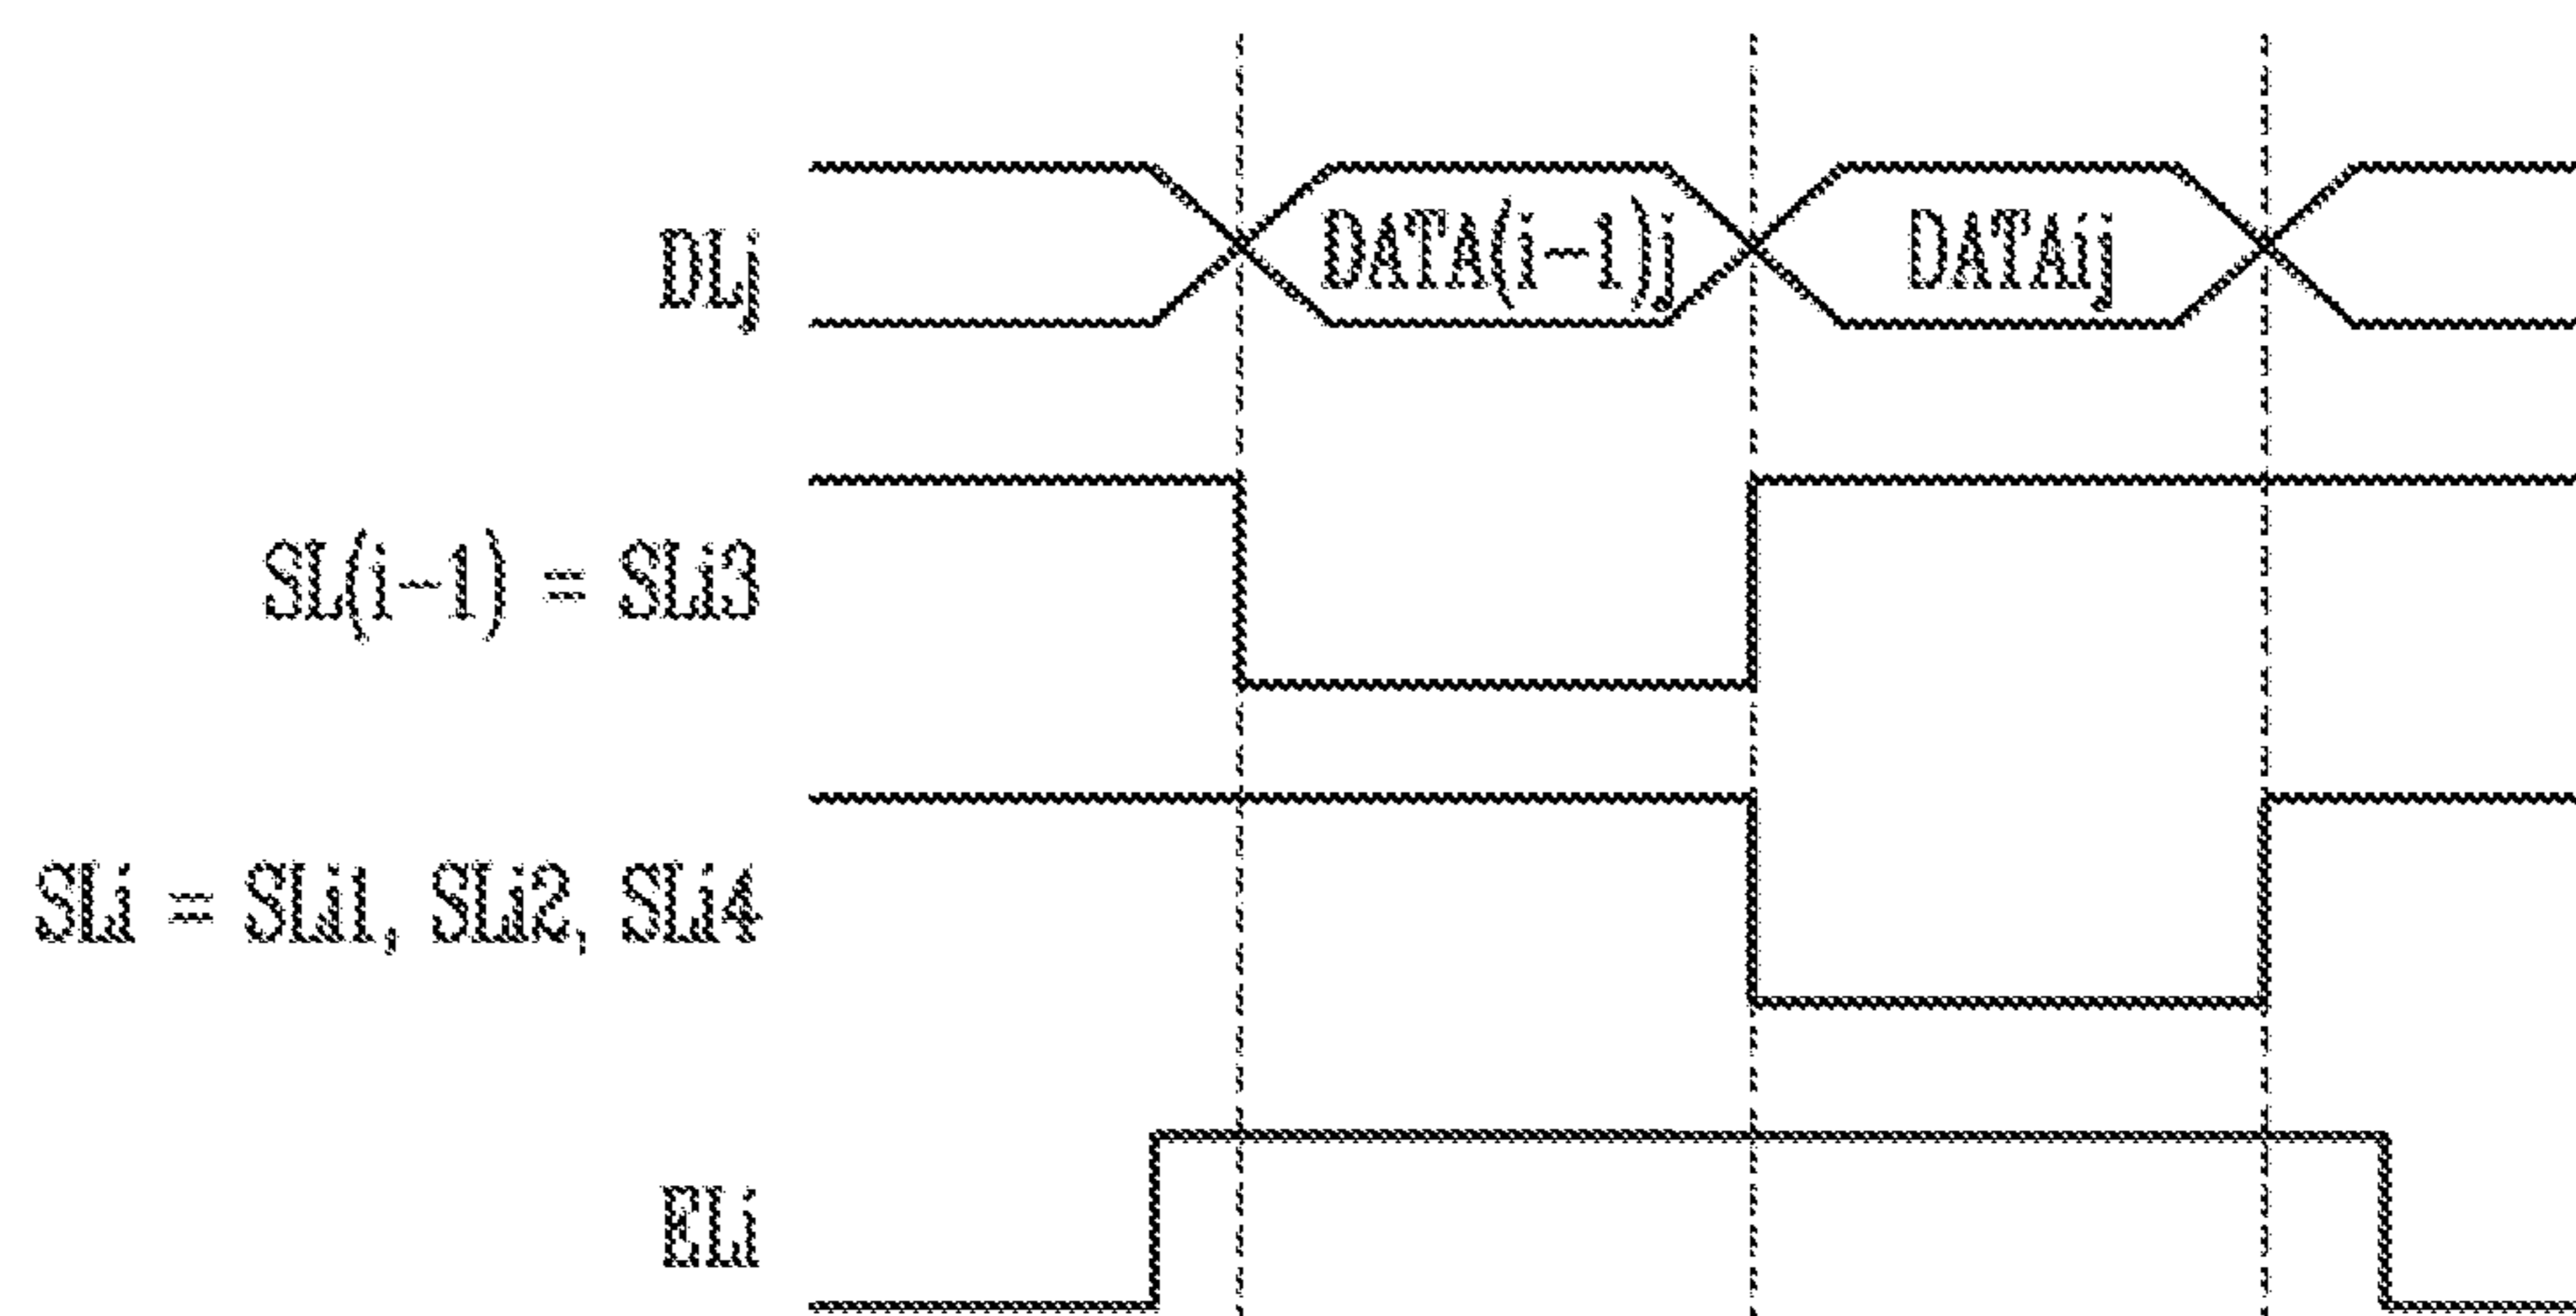 DLj
DATA(i-1)j
DATAij
SL(i-1) = SLi3
SLi = SLi1, SLi2, SLi4
ELi